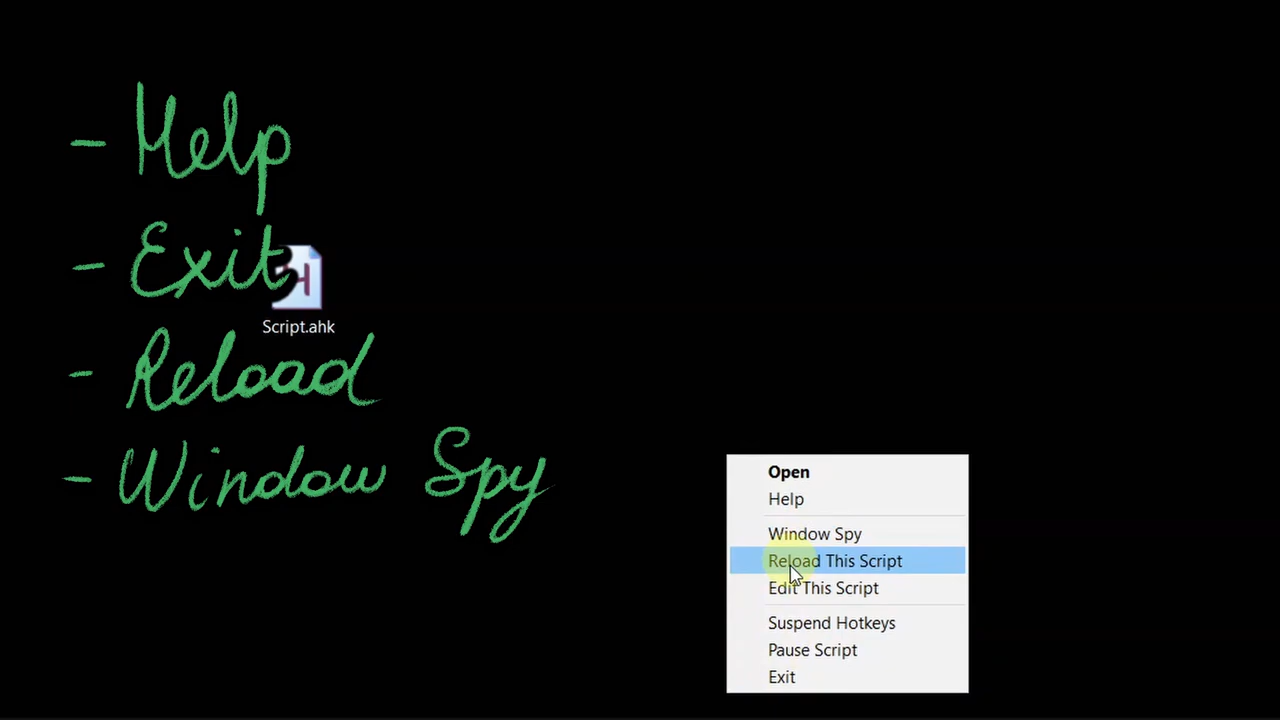 - Help
- Exit
Script.ahk
- Reload
- Window Spy
Open
Help
Window Spy
Reload This Script
Edit This Script
Suspend Hotkeys
Pause Script
Exit